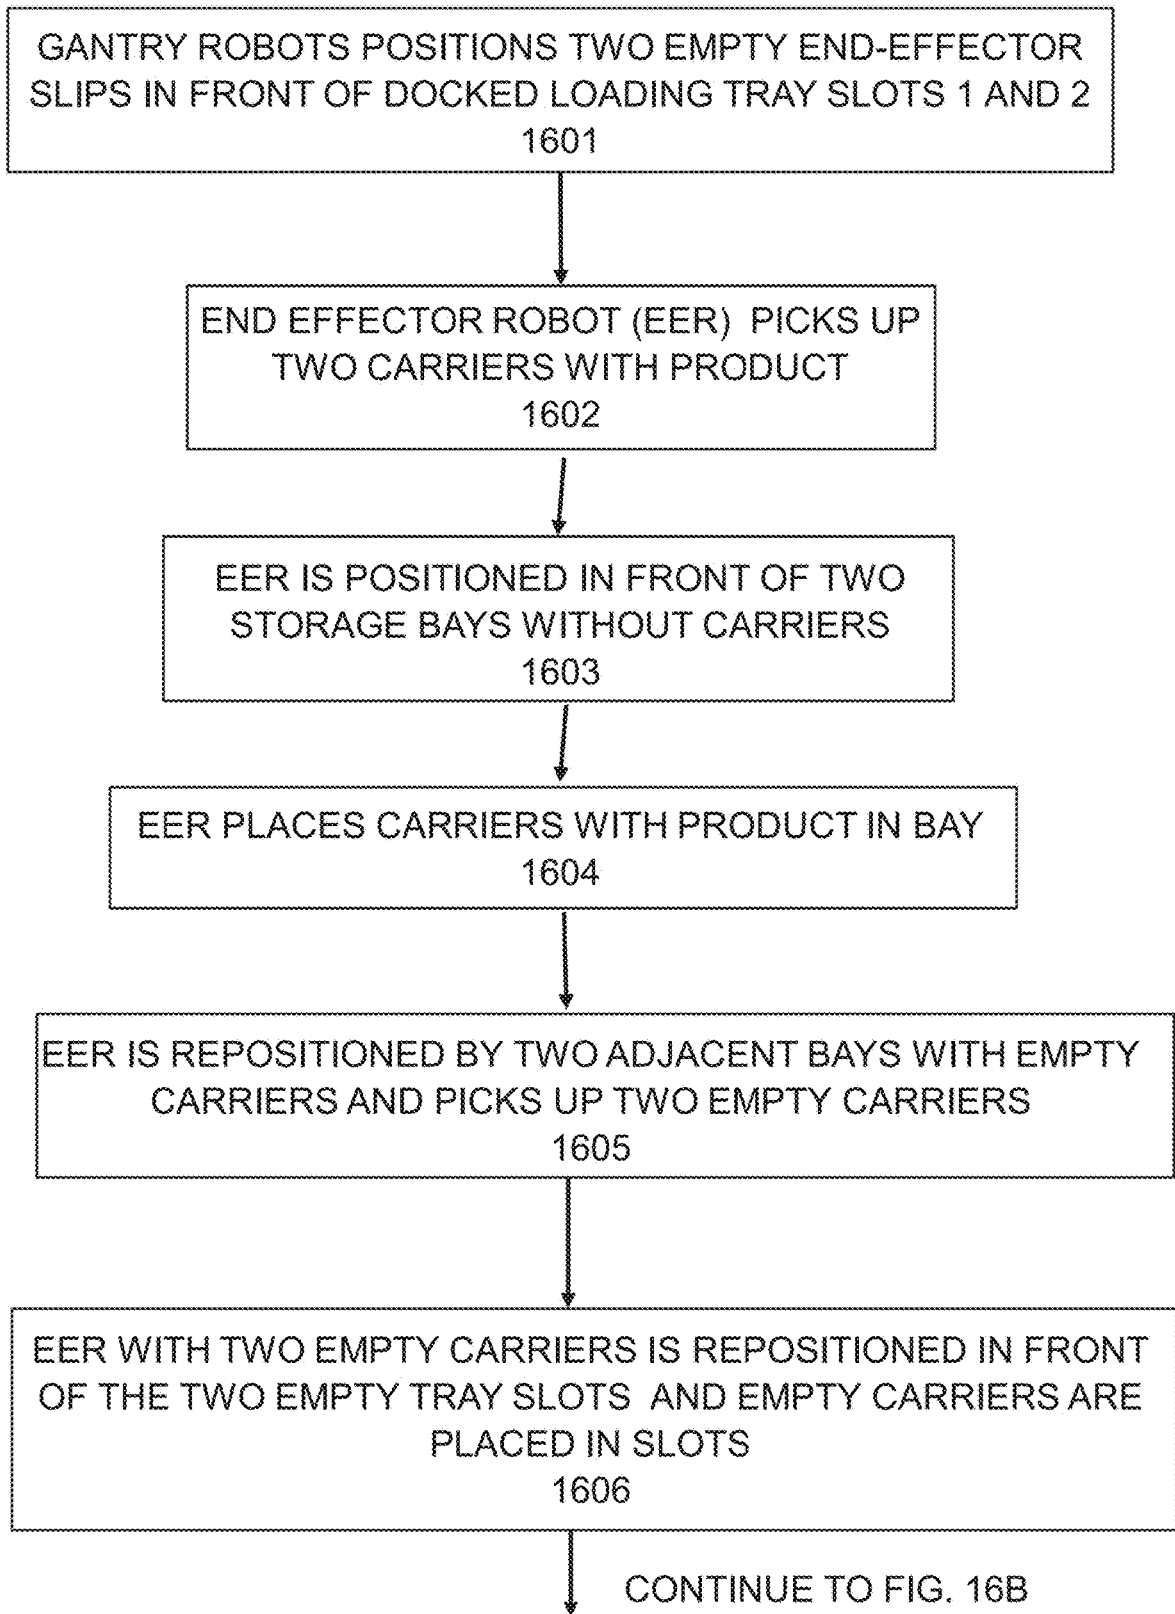 GANTRY ROBOTS POSITIONS TWO EMPTY END-EFFECTOR
SLIPS IN FRONT OF DOCKED LOADING TRAY SLOTS 1 AND 2
1601
END EFFECTOR ROBOT (EER) PICKS UP
TWO CARRIERS WITH PRODUCT
1602
EER IS POSITIONED IN FRONT OF TWO
STORAGE BAYS WITHOUT CARRIERS
1603
EER PLACES CARRIERS WITH PRODUCT IN BAY
1604
EER IS REPOSITIONED BY TWO ADJACENT BAYS WITH EMPTY
CARRIERS AND PICKS UP TWO EMPTY CARRIERS
1605
EER WITH TWO EMPTY CARRIERS IS REPOSITIONED IN FRONT
OF THE TWO EMPTY TRAY SLOTS AND EMPTY CARRIERS ARE
PLACED IN SLOTS
1606
CONTINUE TO FIG. 16B